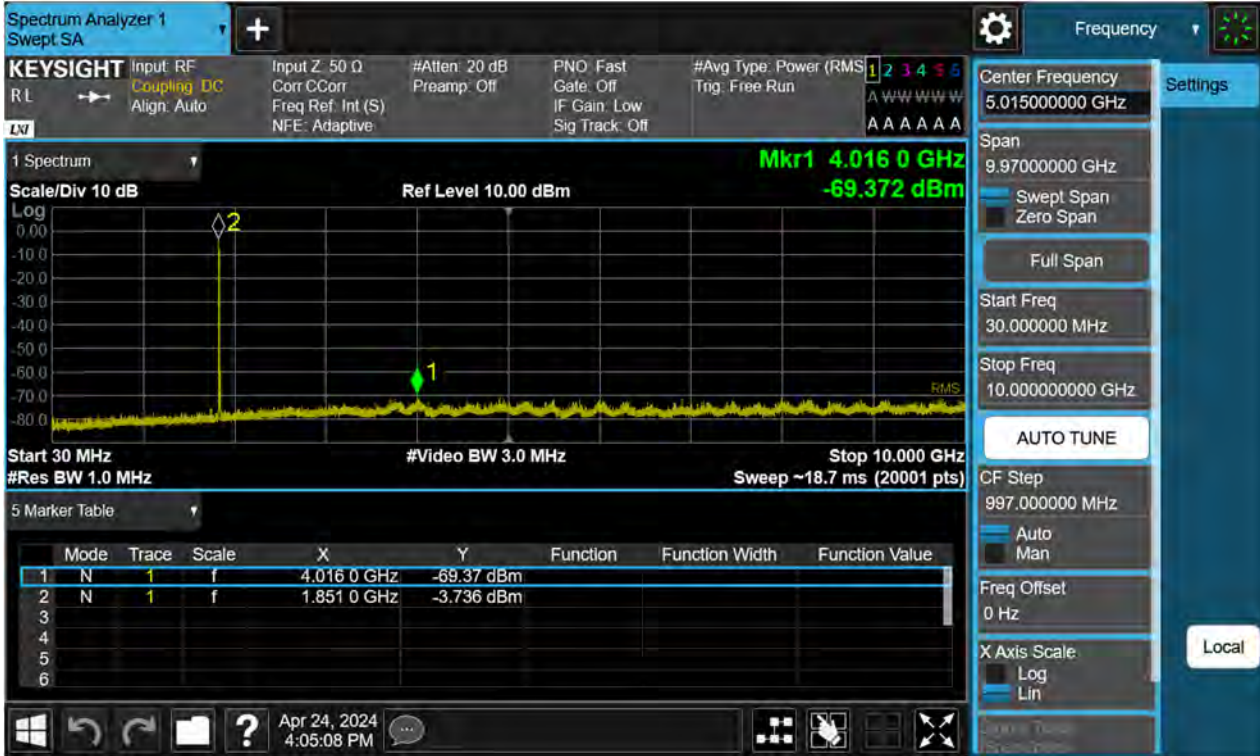 Spectrum Analyzer 1
Swept SA
+
Frequency
KEYSIGHT
RL
LXI
Input: RF
Coupling: DC
Align: Auto
Input Z: 50 Ω
Corr CCorr
Freq Ref: Int (S)
NFE: Adaptive
#Atten: 20 dB
Preamp: Off
PNO: Fast
Gate: Off
IF Gain: Low
Sig Track: Off
#Avg Type: Power (RMS
Trig: Free Run
1 2 3 4 5 6
A W W W W W
A A A A A A
1 Spectrum
Mkr1 4.016 0 GHz
Scale/Div 10 dB
Ref Level 10.00 dBm
-69.372 dBm
Log
0.00
-10.0
-20.0
-30.0
-40.0
-50.0
-60.0
-70.0
-80.0
2
1
RMS
Start 30 MHz
#Video BW 3.0 MHz
Stop 10.000 GHz
#Res BW 1.0 MHz
Sweep ~18.7 ms (20001 pts)
5 Marker Table
Mode Trace Scale X Y Function Function Width Function Value
1 N 1 f 4.016 0 GHz -69.37 dBm
2 N 1 f 1.851 0 GHz -3.736 dBm
3
4
5
6
?
Apr 24, 2024
4:05:08 PM
Center Frequency
5.015000000 GHz
Span
9.97000000 GHz
Swept Span
Zero Span
Full Span
Start Freq
30.000000 MHz
Stop Freq
10.000000000 GHz
AUTO TUNE
CF Step
997.000000 MHz
Auto
Man
Freq Offset
0 Hz
X Axis Scale
Log
Lin
Settings
Local